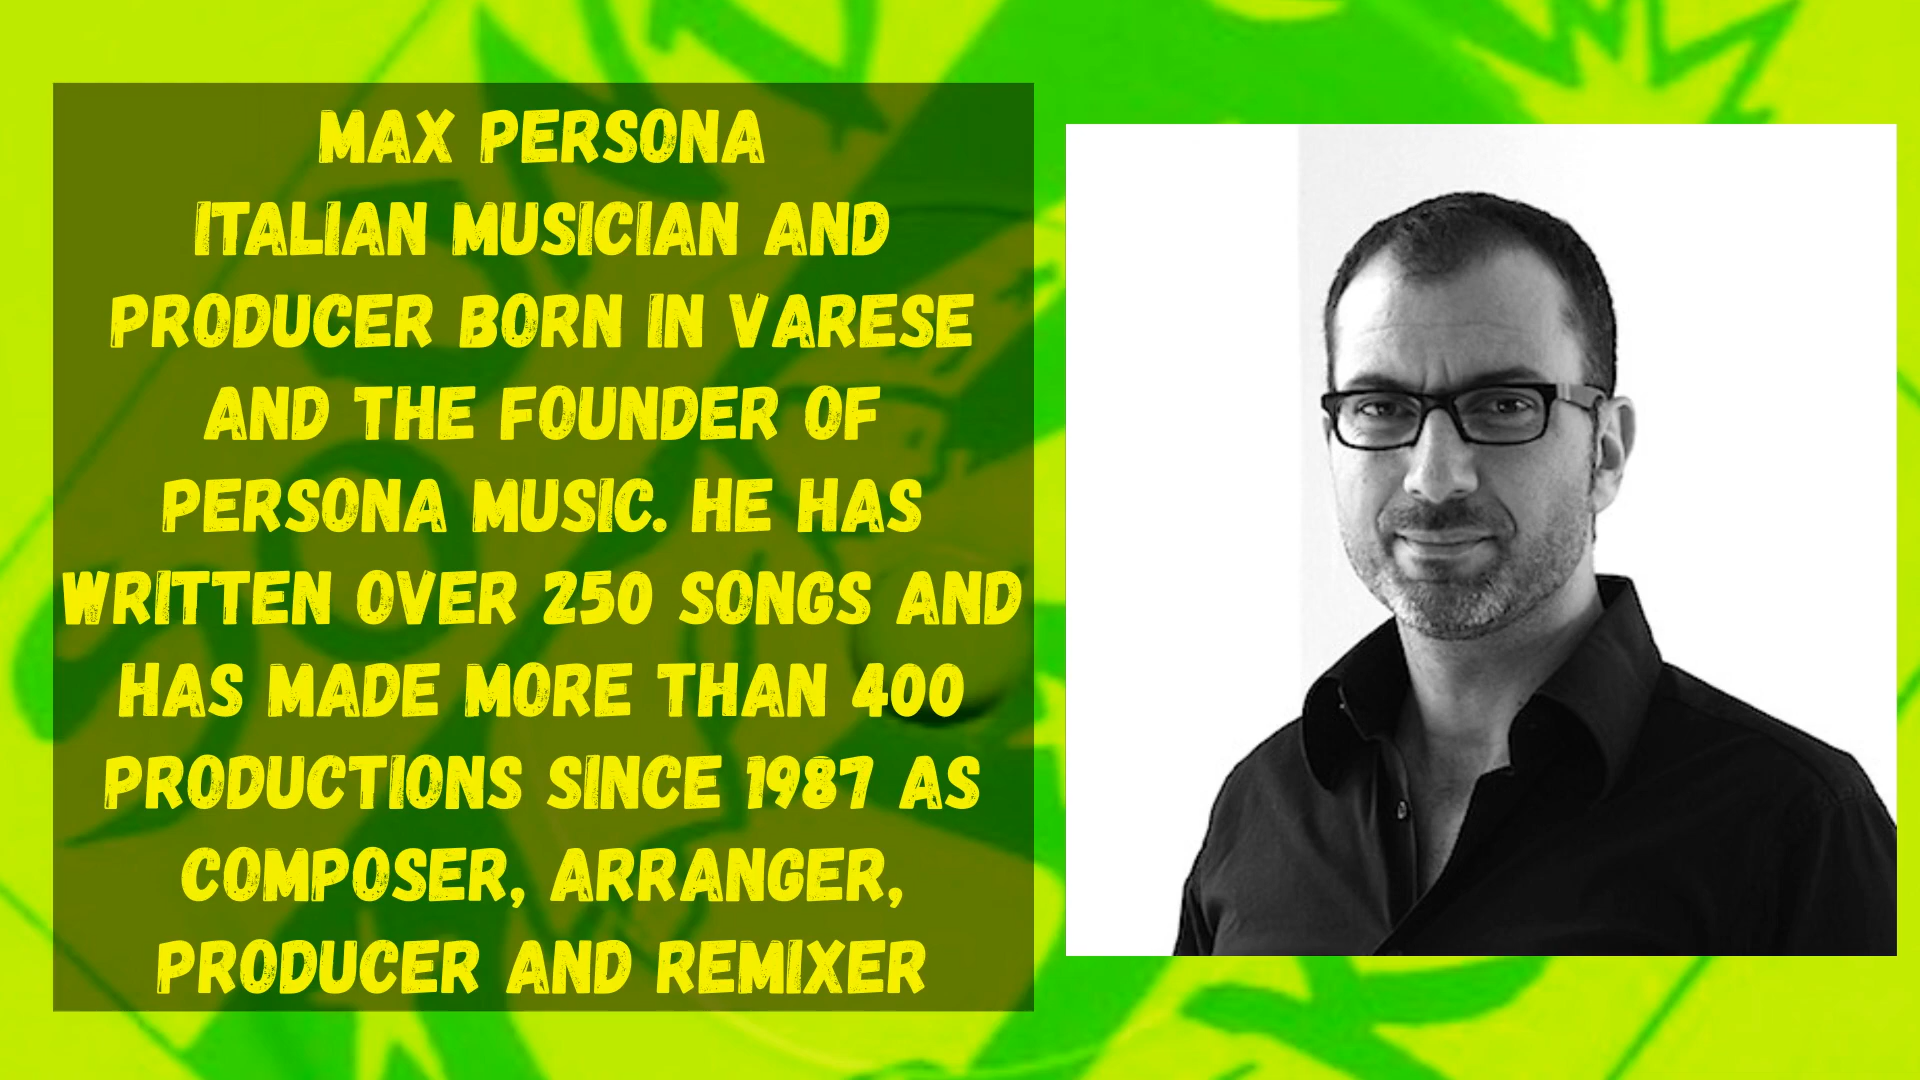 MAX PERSONA
ITALIAN MUSICIAN AND
PRODUCER BORN IN VARESE
AND THE FOUNDER OF
PERSONA MUSIC. HE HAS
WRITTEN OVER 250 SONGS AND
HAS MADE MORE THAN 400
PRODUCTIONS SINCE 1987 AS
COMPOSER, ARRANGER,
PRODUCER AND REMIXER